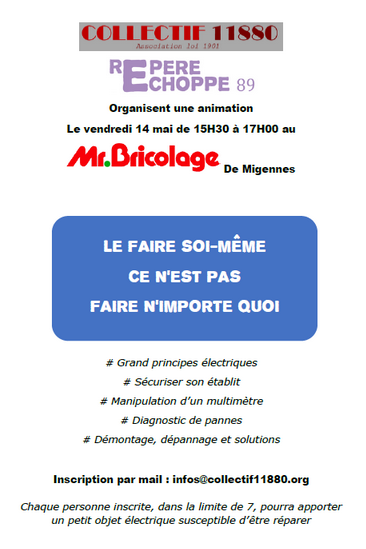 COLLECTIF 11880
Association loi 1901
REPERE
ECHOPPE 89
Organisent une animation
Le vendredi 14 mai de 15H30 à 17H00 au
Mr.Bricolage De Migennes
LE FAIRE SOI-MÊME
CE N'EST PAS
FAIRE N'IMPORTE QUOI
# Grand principes électriques
# Sécuriser son établit
# Manipulation d'un multimètre
# Diagnostic de pannes
# Démontage, dépannage et solutions
Inscription par mail : infos@collectif11880.org
Chaque personne inscrite, dans la limite de 7, pourra apporter
un petit objet électrique susceptible d'être réparer